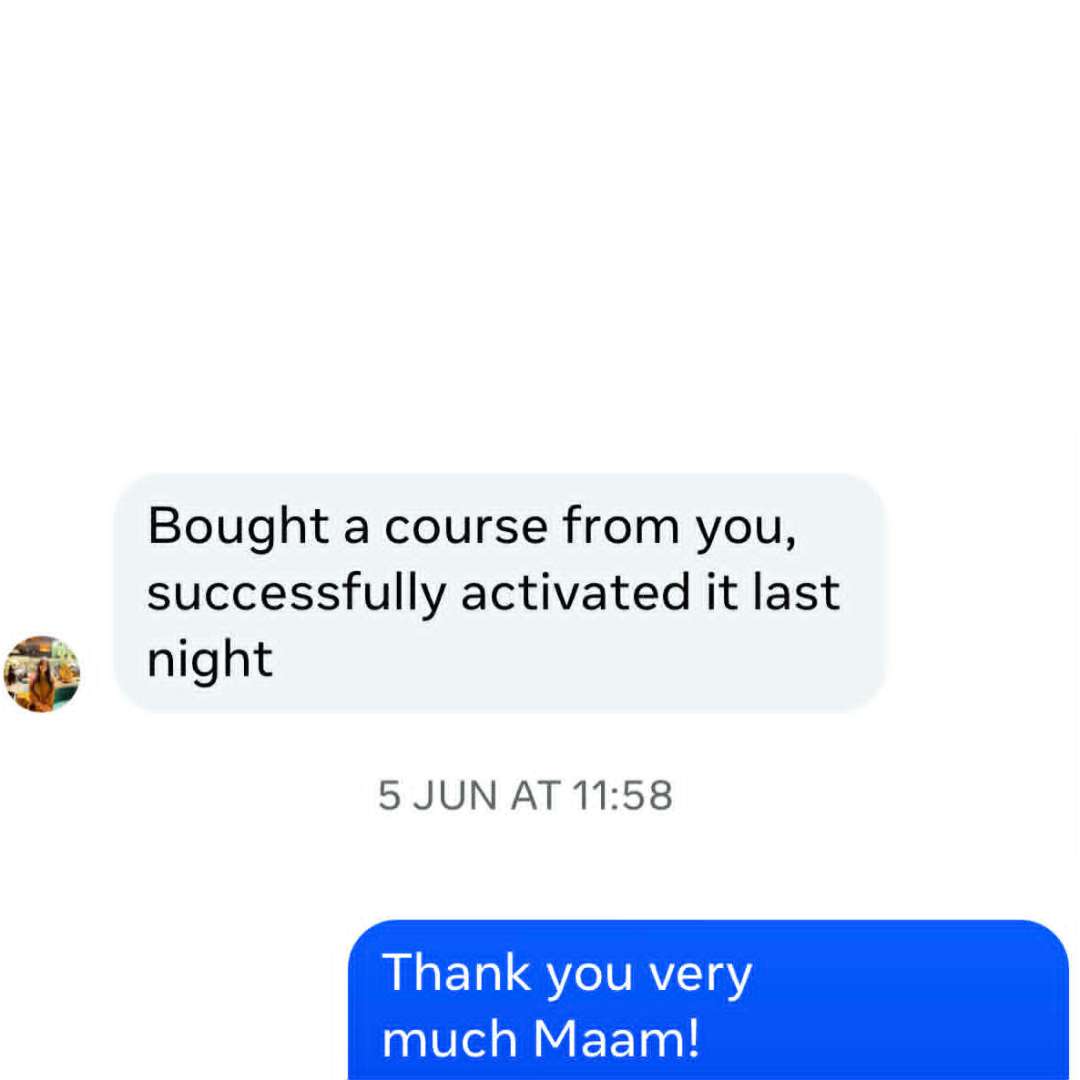 Bought a course from you,
successfully activated it last
night
5 JUN AT 11:58
Thank you very
much Maam!